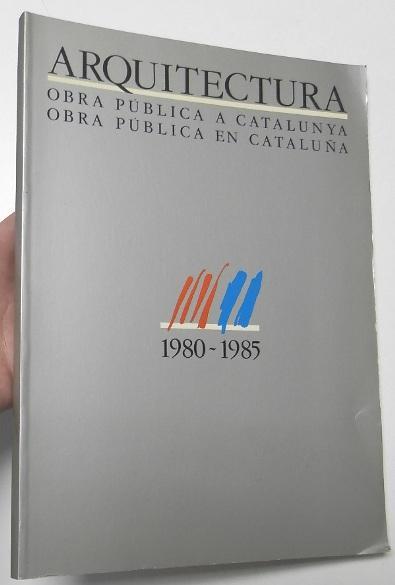 ARQUITECTURA
OBRA PÚBLICA A CATALUNYA
OBRA PÚBLICA EN CATALUÑA
1980~1985